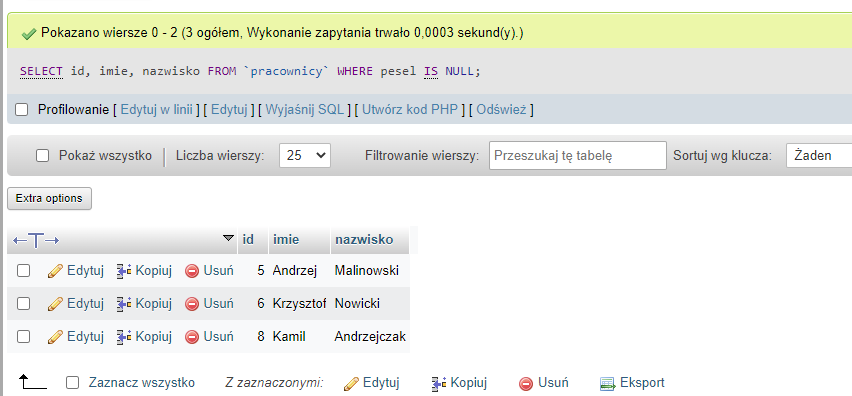 Pokazano wiersze 0 - 2 (3 ogółem, Wykonanie zapytania trwało 0,0003 sekund(y).)
SELECT id, imie, nazwisko FROM `pracownicy` WHERE pesel IS NULL;
Profilowanie [ Edytuj w linii ] [ Edytuj ] [ Wyjaśnij SQL ] [ Utwórz kod PHP ] [ Odśwież ]
Pokaż wszystko Liczba wierszy: 25 Filtrowanie wierszy: Przeszukaj tę tabelę Sortuj wg klucza: Żaden
Extra options
←T→ id imie nazwisko
Edytuj Kopiuj Usuń 5 Andrzej Malinowski
Edytuj Kopiuj Usuń 6 Krzysztof Nowicki
Edytuj Kopiuj Usuń 8 Kamil Andrzejczak
Zaznacz wszystko Z zaznaczonymi: Edytuj Kopiuj Usuń Eksport